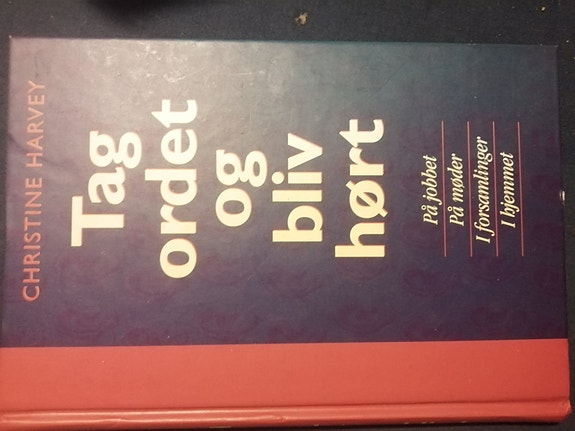 CHRISTINE HARVEY
Tag
ordet
og
bliv
hørt
På jobbet
På møder
I forsamlinger
I hjemmet